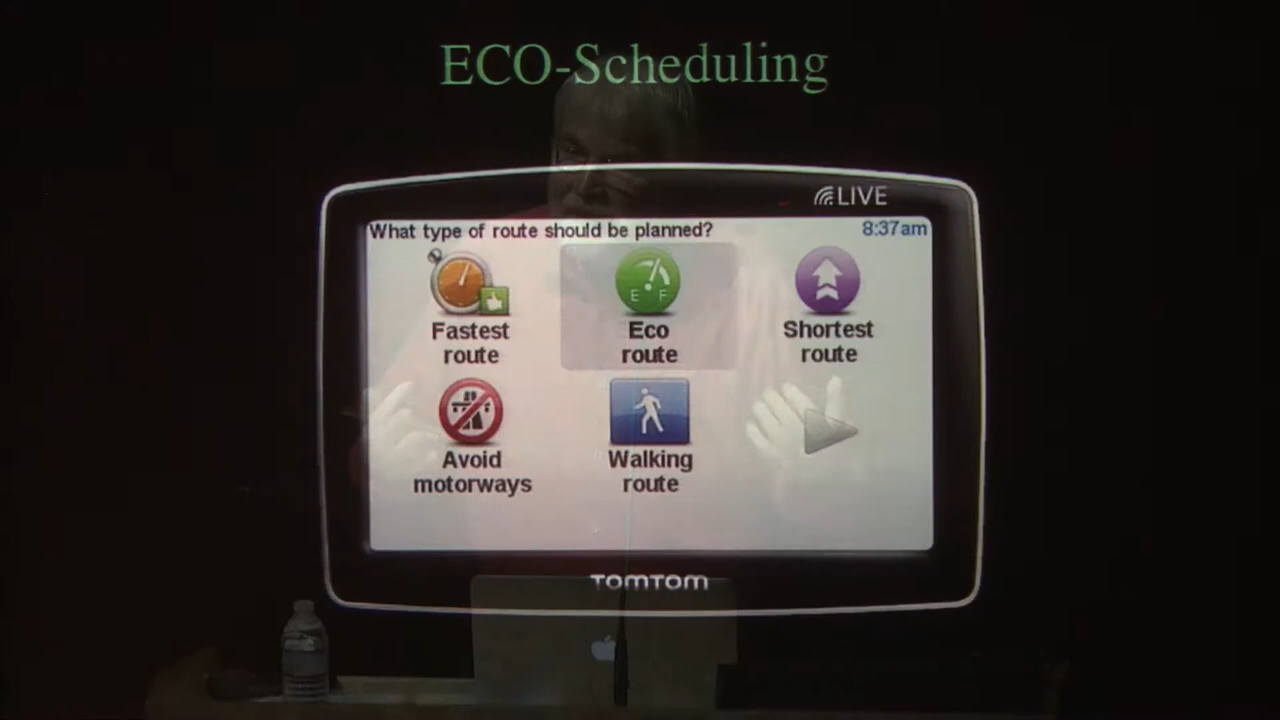 ECO-Scheduling
LIVE
What type of route should be planned?
8:37am
E F
Fastest
route
Eco
route
Shortest
route
Avoid
motorways
Walking
route
TOMTOM